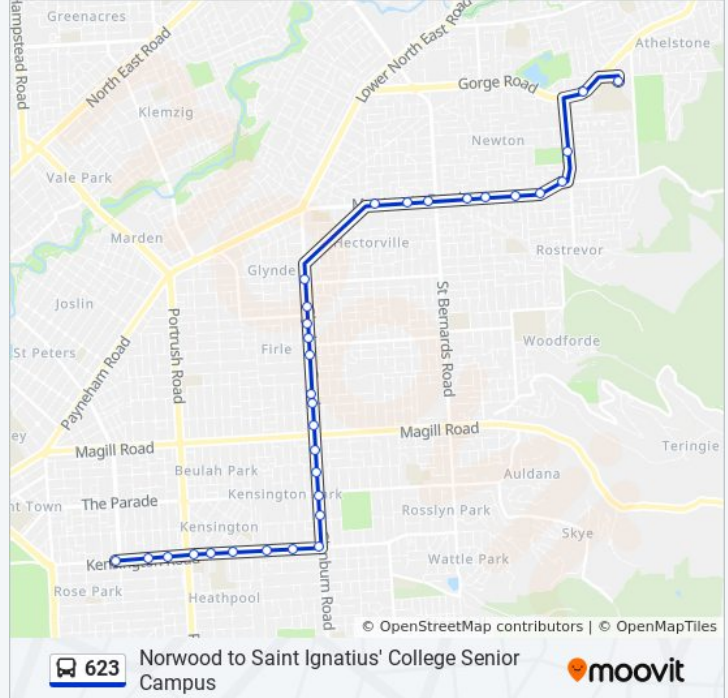 Greenacres
Hampstead Road
North East Road
Lower North East Road
Athelstone
Gorge Road
Klemzig
Newton
Vale Park
Marden
Hectorville
Rostrevor
Glynde
Joslin
St Bernards Road
Portrush Road
Woodforde
St Peters
Firle
Payneham Road
Magill Road
Magill Road
Teringie
Beulah Park
Auldana
Kensington Park
The Parade
Rosslyn Park
Kensington
Skye
Wattle Park
Rose Park
Heathpool
© OpenStreetMap contributors | © OpenMapTiles
623
Norwood to Saint Ignatius' College Senior
Campus
moovit